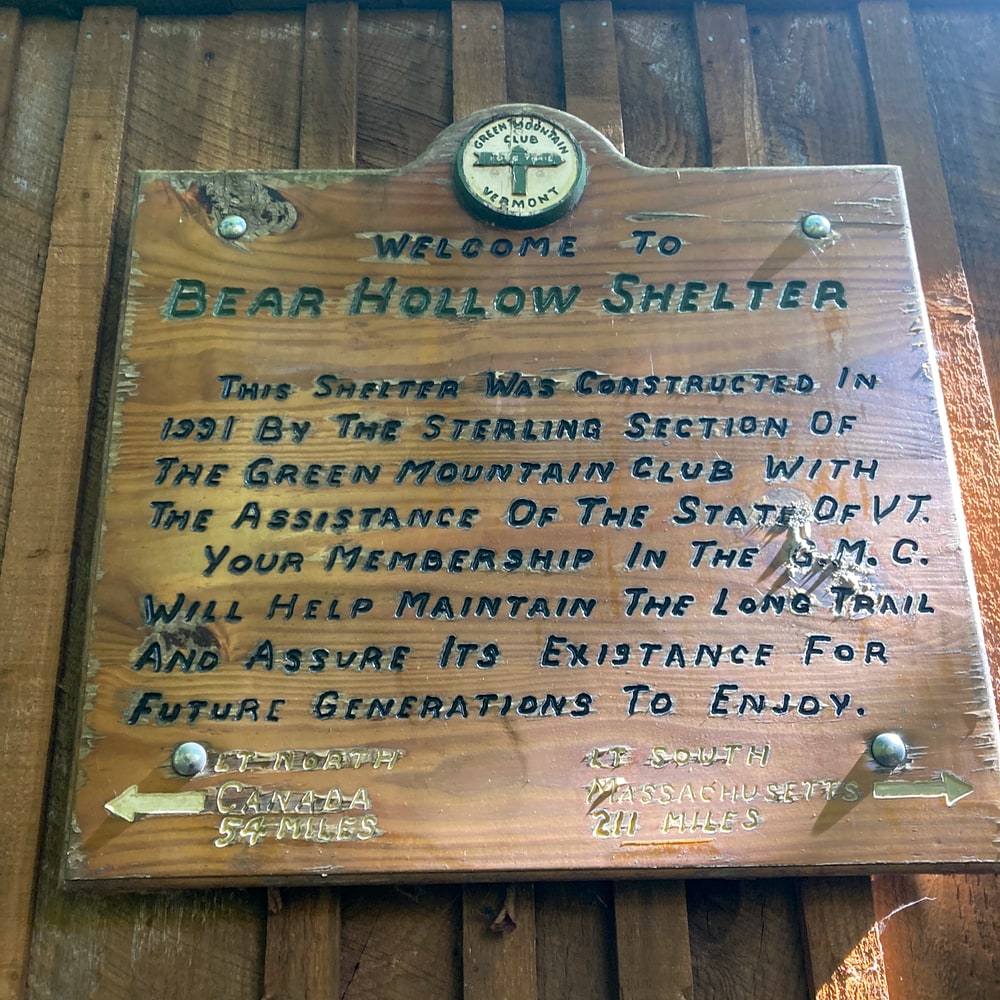 GREEN MOUNTAIN
CLUB
LONG TRAIL
VERMONT
WELCOME TO
BEAR HOLLOW SHELTER
THIS SHELTER WAS CONSTRUCTED IN
1991 BY THE STERLING SECTION OF
THE GREEN MOUNTAIN CLUB WITH
THE ASSISTANCE OF THE STATE OF VT.
YOUR MEMBERSHIP IN THE G.M.C.
WILL HELP MAINTAIN THE LONG TRAIL
AND ASSURE ITS EXISTANCE FOR
FUTURE GENERATIONS TO ENJOY.
LT NORTH
CANADA
54 MILES
LT SOUTH
MASSACHUSETTS
211 MILES